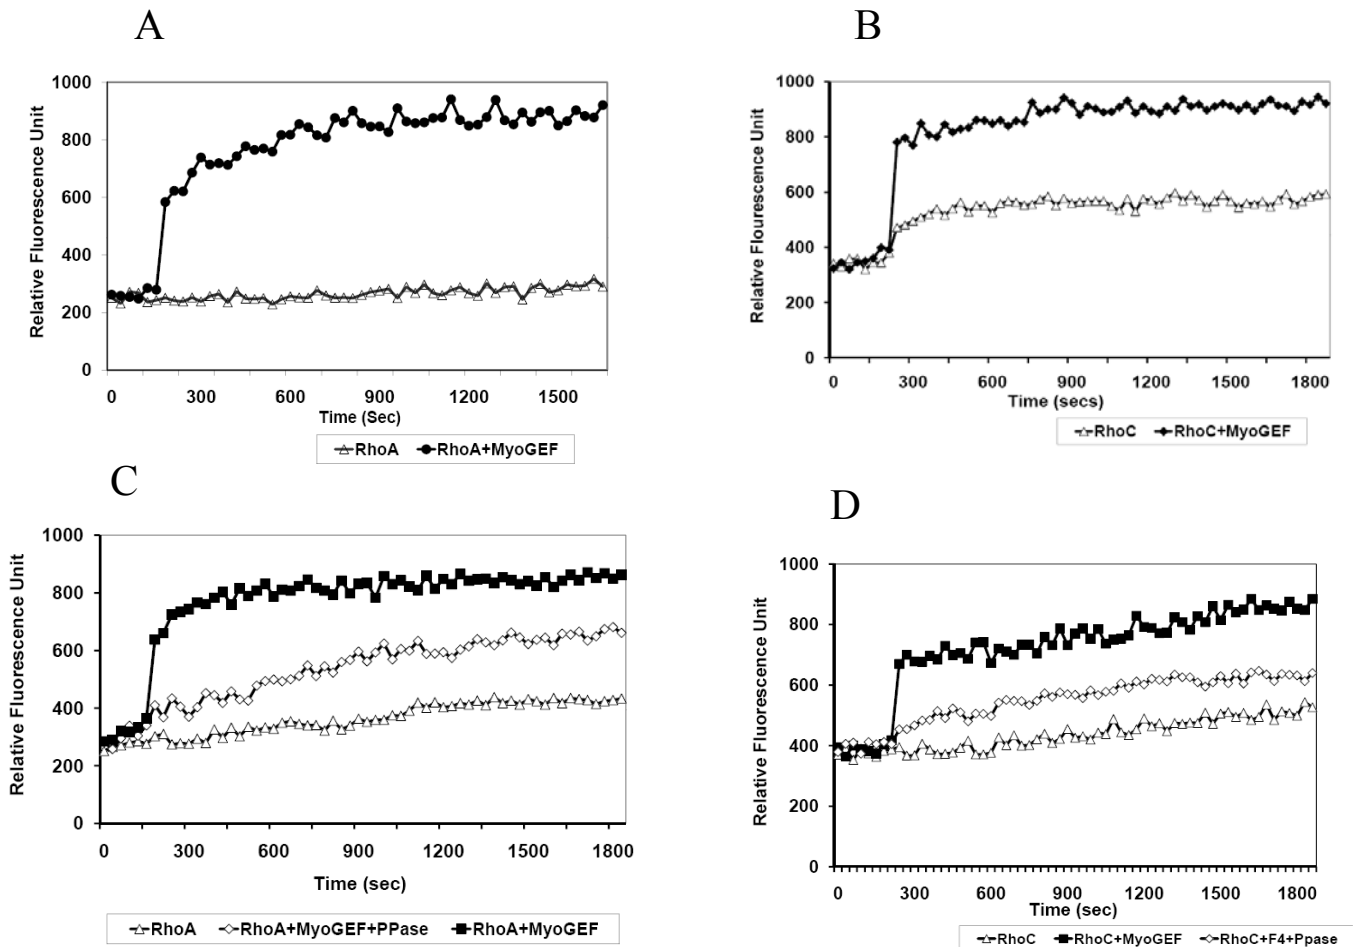 A
1000
800
600
400
200
0
Relative Fluorescence Unit
0 300 600 900 1200 1500
Time (Sec)
RhoA RhoA+MyoGEF
B
1000
800
600
400
200
0
Relative Flourescence Unit
0 300 600 900 1200 1500 1800
Time (secs)
RhoC RhoC+MyoGEF
C
1000
800
600
400
200
0
Relative Fluorescence Unit
0 300 600 900 1200 1500 1800
Time (sec)
RhoA RhoA+MyoGEF+PPase RhoA+MyoGEF
D
1000
800
600
400
200
0
Relative Fluorescence Unit
0 300 600 900 1200 1500 1800
Time (sec)
RhoC RhoC+MyoGEF RhoC+F4+Ppase